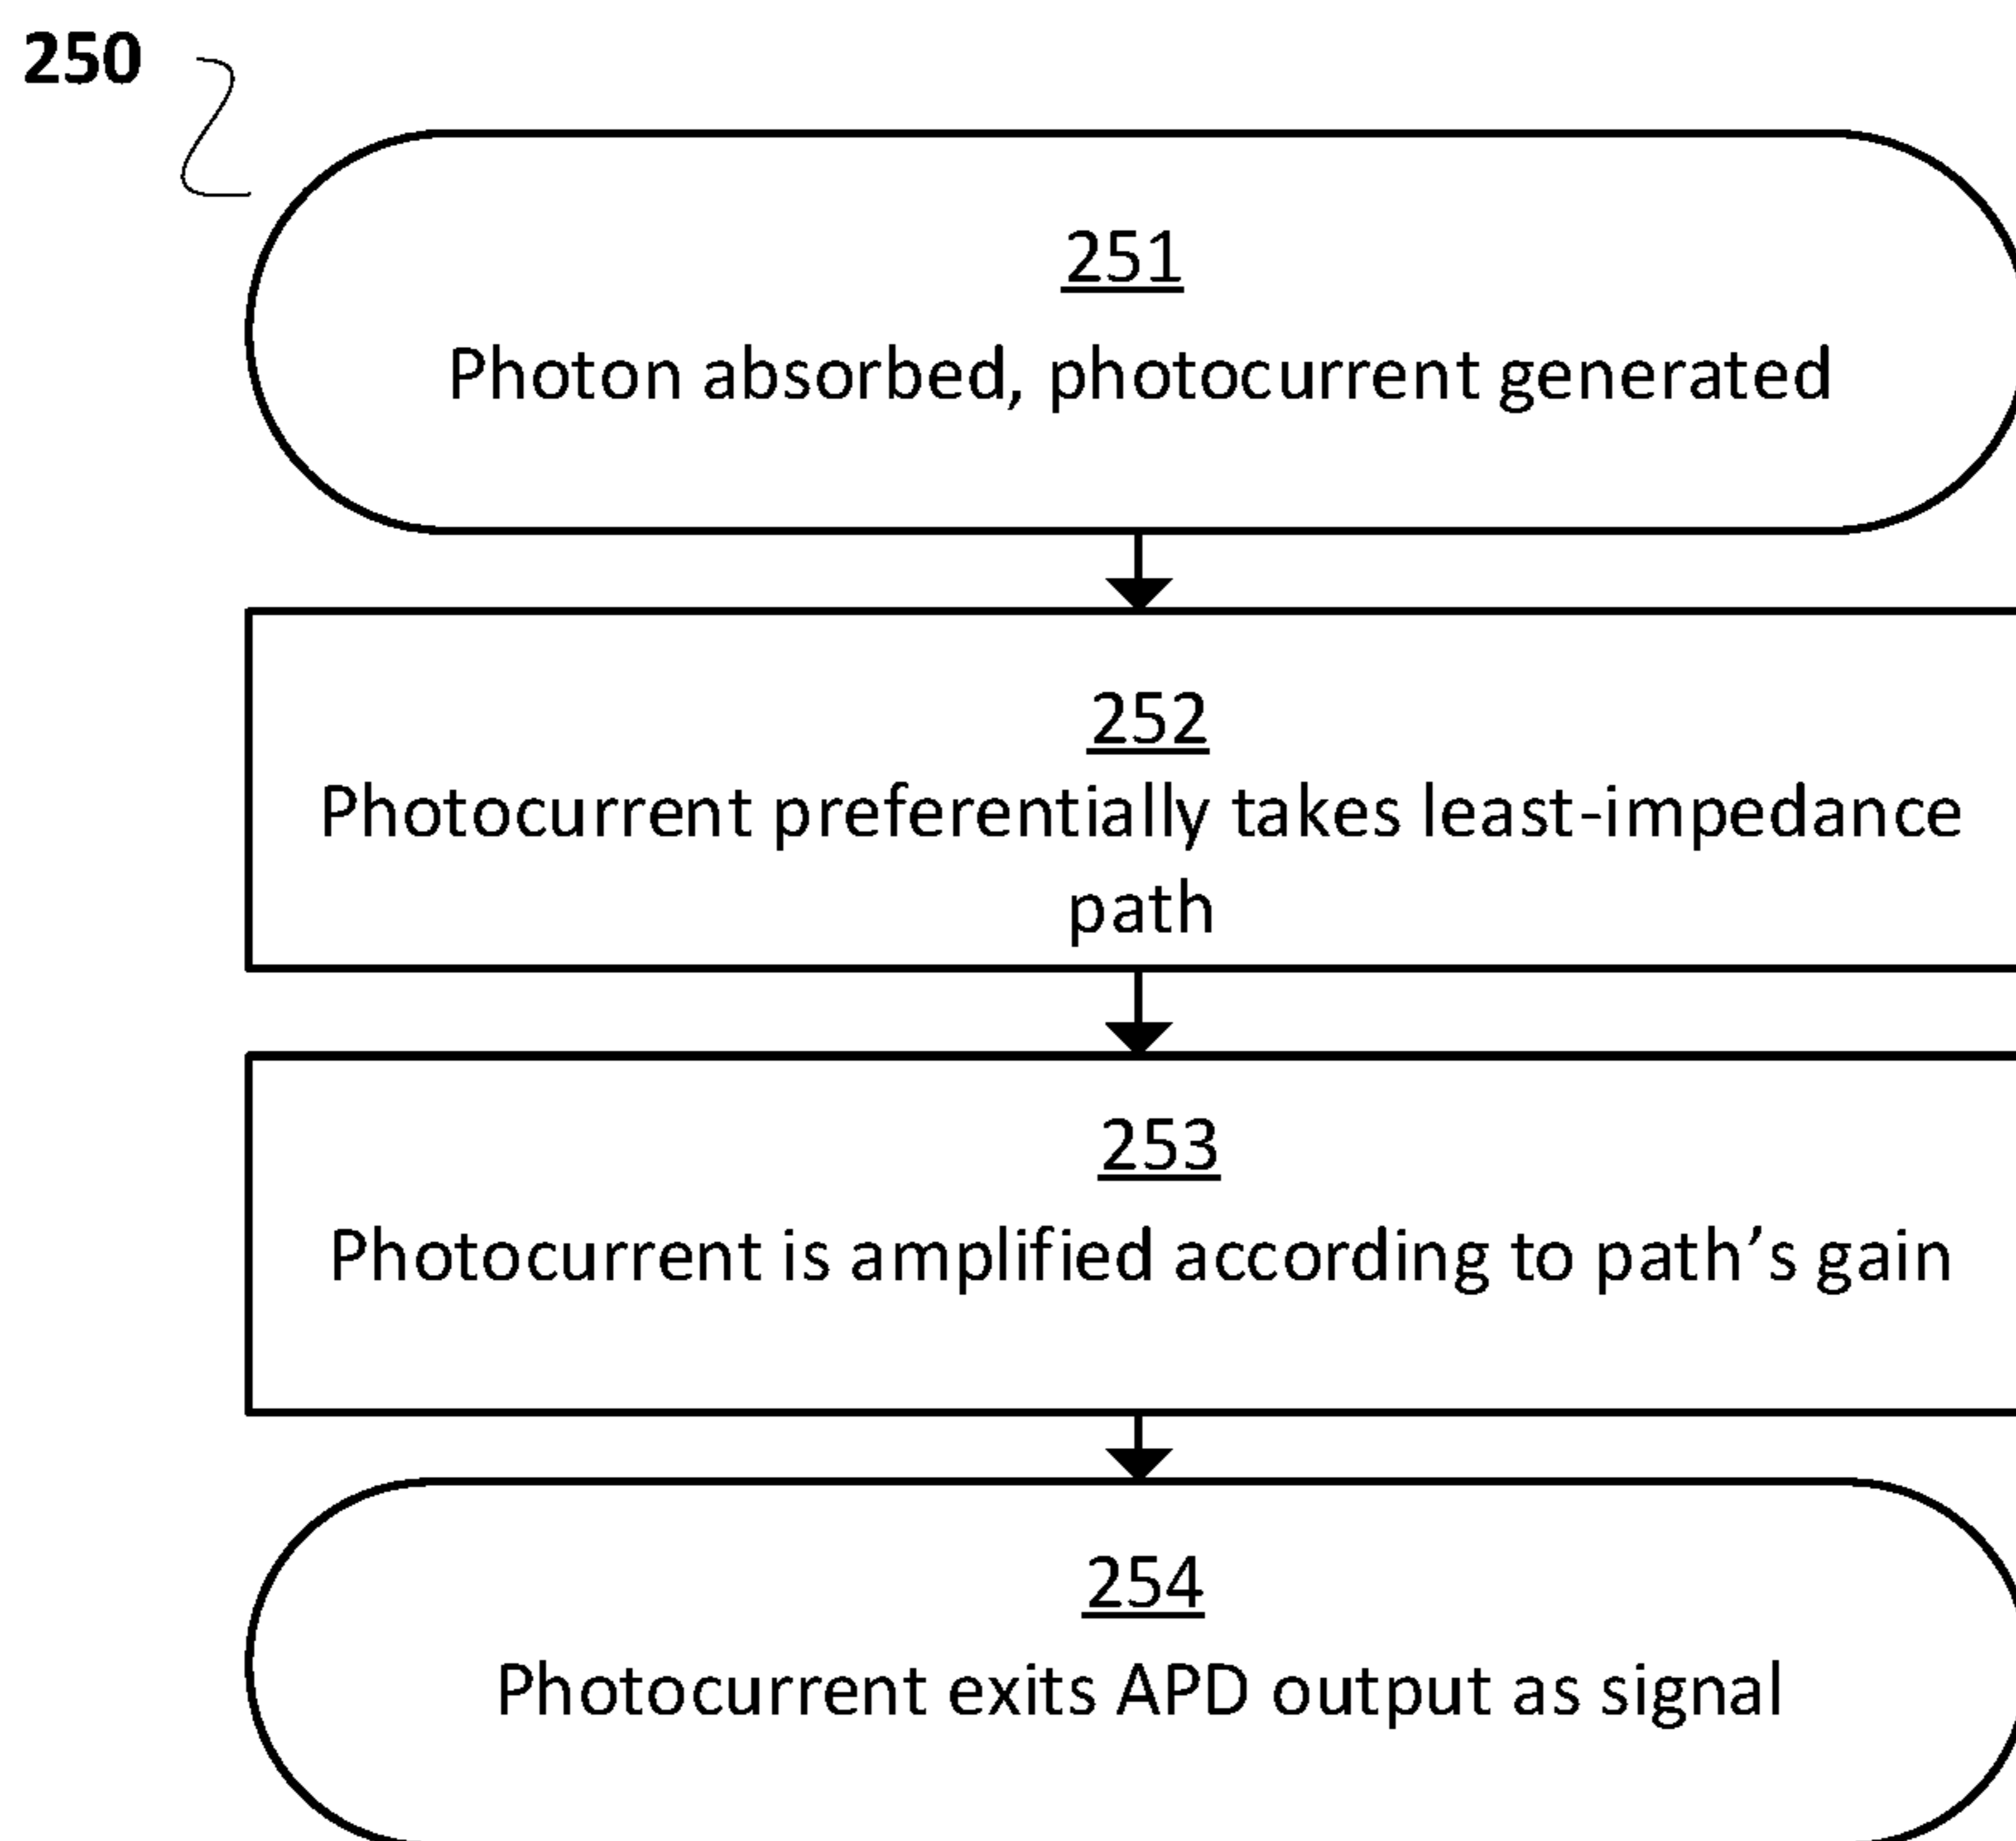 250
251
Photon absorbed, photocurrent generated
252
Photocurrent preferentially takes least-impedance
path
253
Photocurrent is amplified according to path’s gain
254
Photocurrent exits APD output as signal